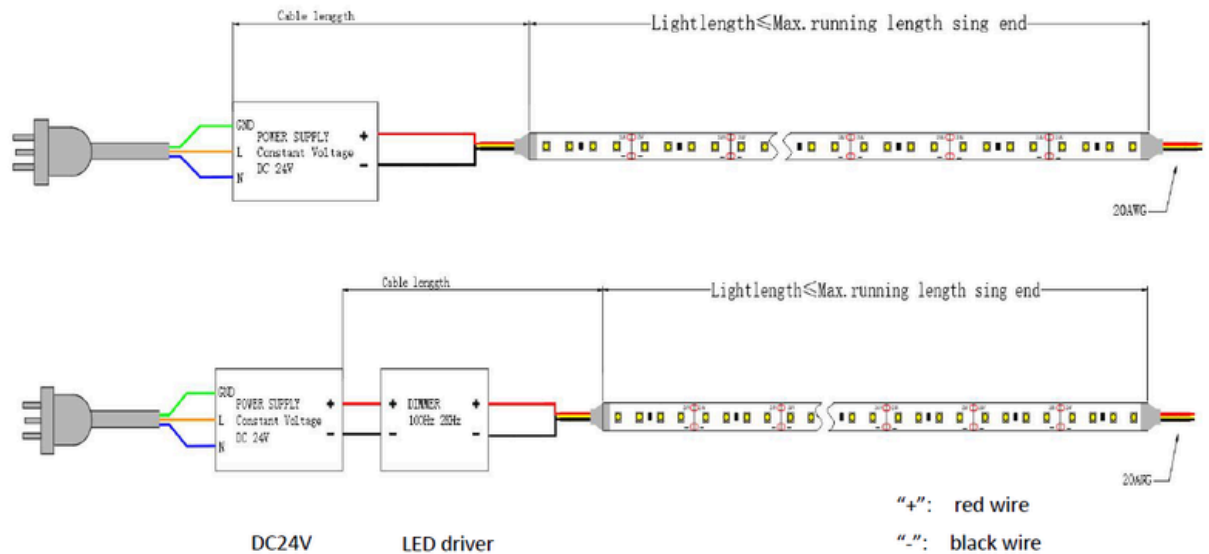 Cable lenggth
Lightlength≤Max.running length sing end
GND
POWER SUPPLY +
L Constant Voltage
DC 24V -
N
20AWG
Cable lenggth
Lightlength≤Max.running length sing end
GND
POWER SUPPLY + + DIMMER +
L Constant Voltage 100Hz 2KHz
DC 24V - - -
N
20AWG
"+": red wire
DC24V LED driver "-": black wire